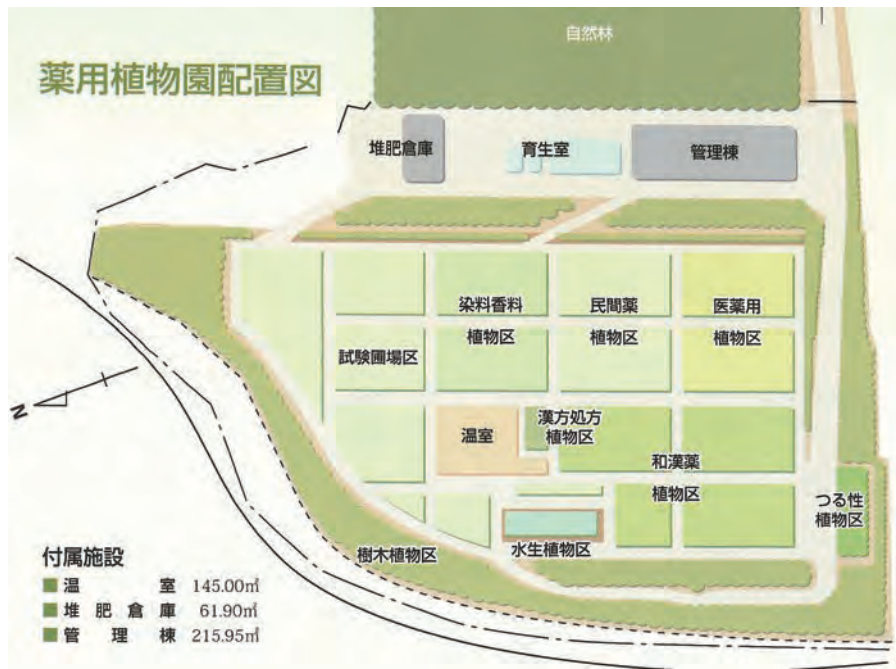 自然林
薬用植物園配置図
堆肥倉庫
育生室
管理棟
染料香料
植物区
民間薬
植物区
医薬用
植物区
試験圃場区
温室
漢方処方
植物区
和漢薬
植物区
つる性
植物区
樹木植物区
水生植物区
N
付属施設
温室 145.00㎡
堆肥倉庫 61.90㎡
管理棟 215.95㎡